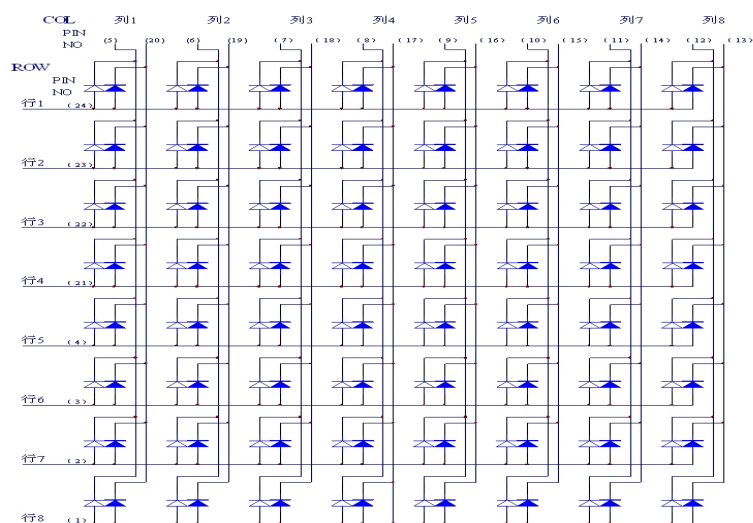 COL 列1 列2 列3 列4 列5 列6 列7 列8
PIN
NO (5) (20) (6) (19) (7) (18) (8) (17) (9) (16) (10) (15) (11) (14) (12) (13)
ROW
PIN
NO
行1 (24)
行2 (23)
行3 (22)
行4 (21)
行5 (4)
行6 (3)
行7 (2)
行8 (1)